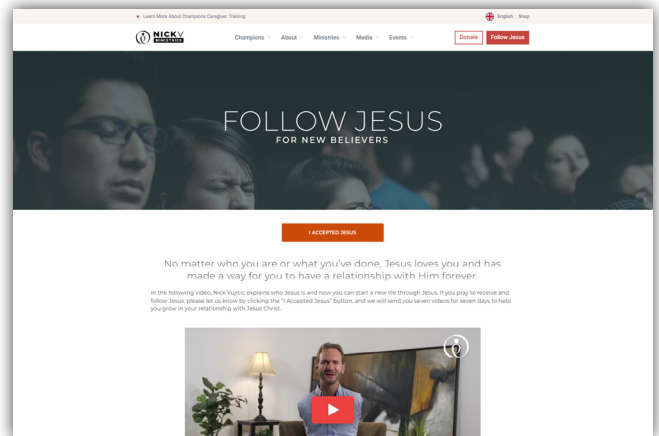 Learn More About Champions Caregiver Training
English Shop
NICKV
MINISTRIES
Champions About Ministries Media Events
Donate Follow Jesus
FOLLOW JESUS
FOR NEW BELIEVERS
I ACCEPTED JESUS
No matter who you are or what you've done, Jesus loves you and has
made a way for you to have a relationship with Him forever.
In the following video, Nick Vujicic explains who Jesus is and how you can start a new life through Jesus. If you pray to receive and
follow Jesus, please let us know by clicking the "I Accepted Jesus" button, and we will send you seven videos for seven days to help
you grow in your relationship with Jesus Christ.